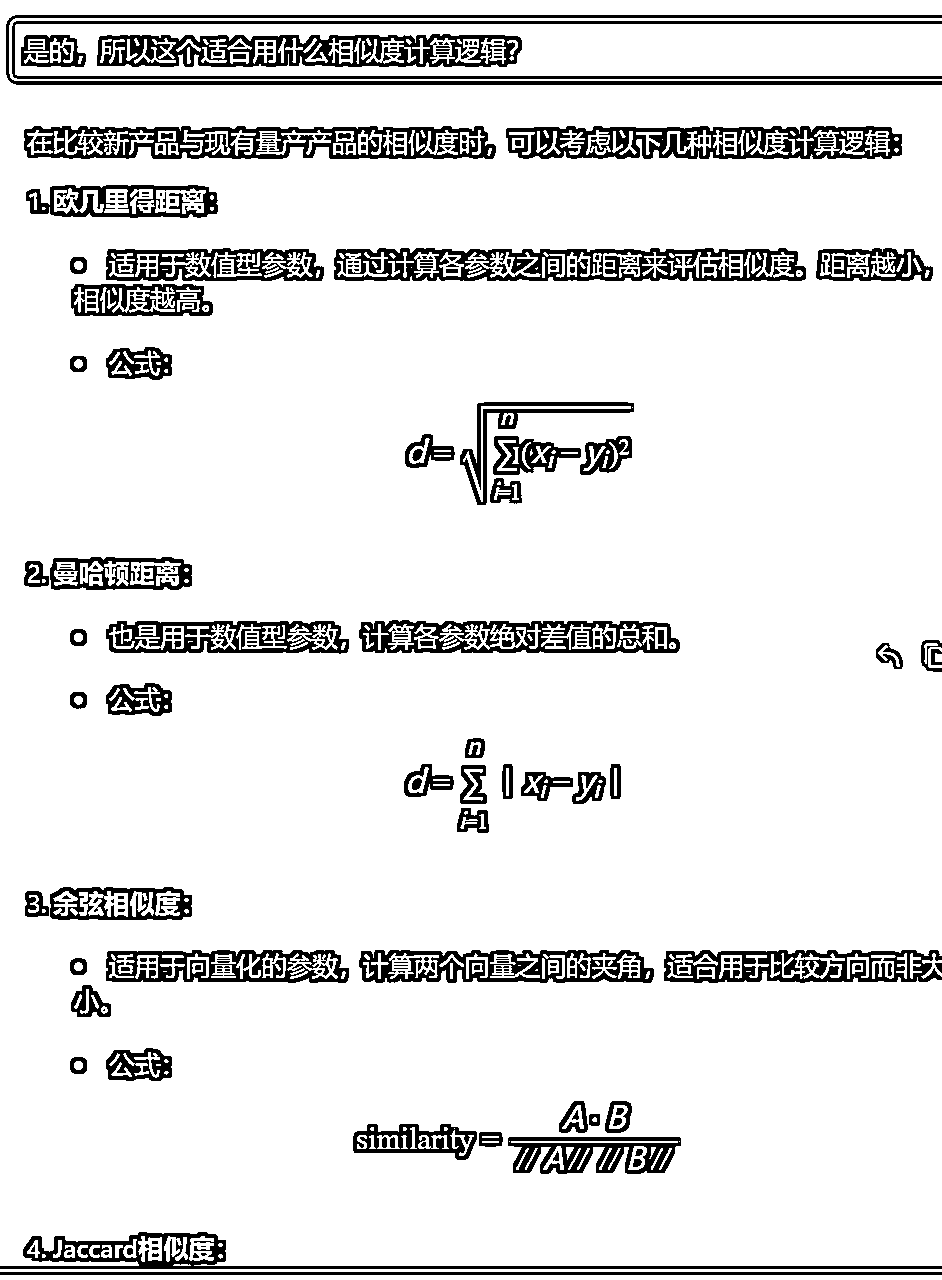 是的，所以这个适合用什么相似度计算逻辑？
在比较新产品与现有量产产品的相似度时，可以考虑以下几种相似度计算逻辑：
1. 欧几里得距离：
适用于数值型参数，通过计算各参数之间的距离来评估相似度。距离越小，
相似度越高。
公式：
d = √∑_{i=1}^{n}(x_i − y_i)²
2. 曼哈顿距离：
也是用于数值型参数，计算各参数绝对差值的总和。
公式：
d = ∑_{i=1}^{n} | x_i − y_i |
3. 余弦相似度：
适用于向量化的参数，计算两个向量之间的夹角，适合用于比较方向而非大
小。
公式：
similarity = A · B / (// A // // B //)
4. Jaccard相似度：